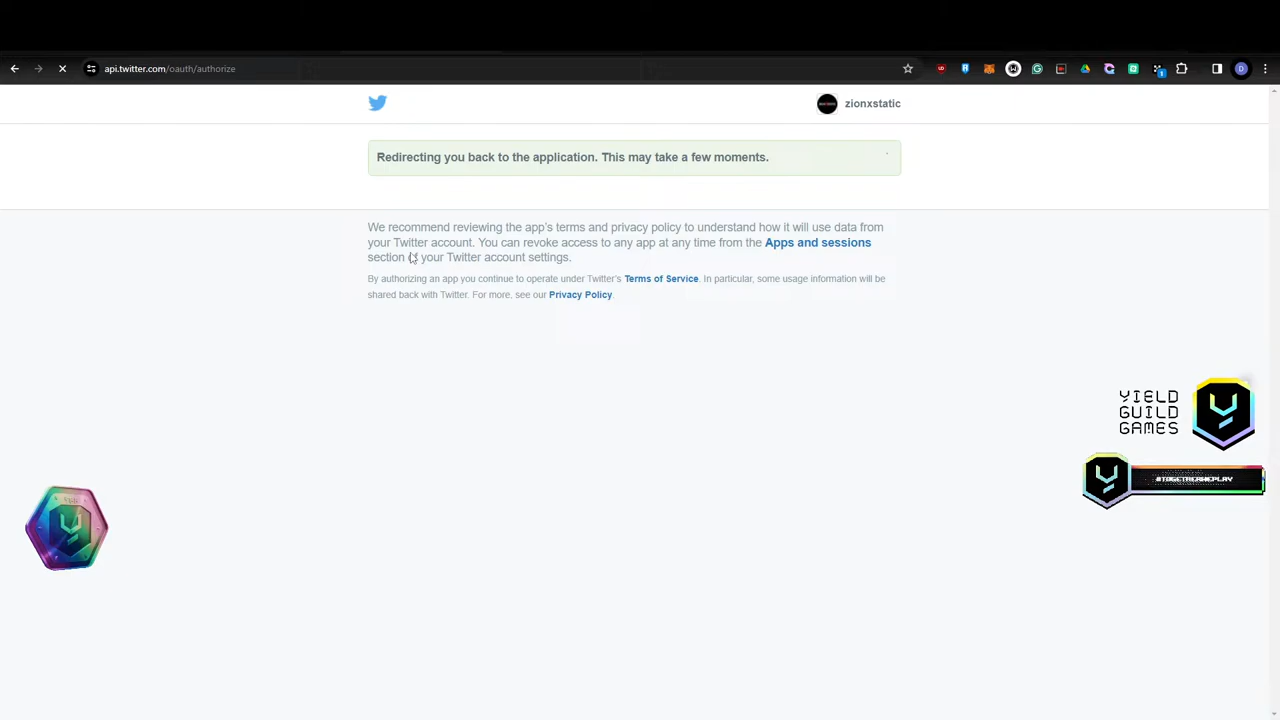 api.twitter.com/oauth/authorize
zionxstatic
Redirecting you back to the application. This may take a few moments.
We recommend reviewing the app's terms and privacy policy to understand how it will use data from
your Twitter account. You can revoke access to any app at any time from the Apps and sessions
section of your Twitter account settings.
By authorizing an app you continue to operate under Twitter's Terms of Service. In particular, some usage information will be
shared back with Twitter. For more, see our Privacy Policy.
YIELD
GUILD
GAMES
#TOGETHERWEPLAY